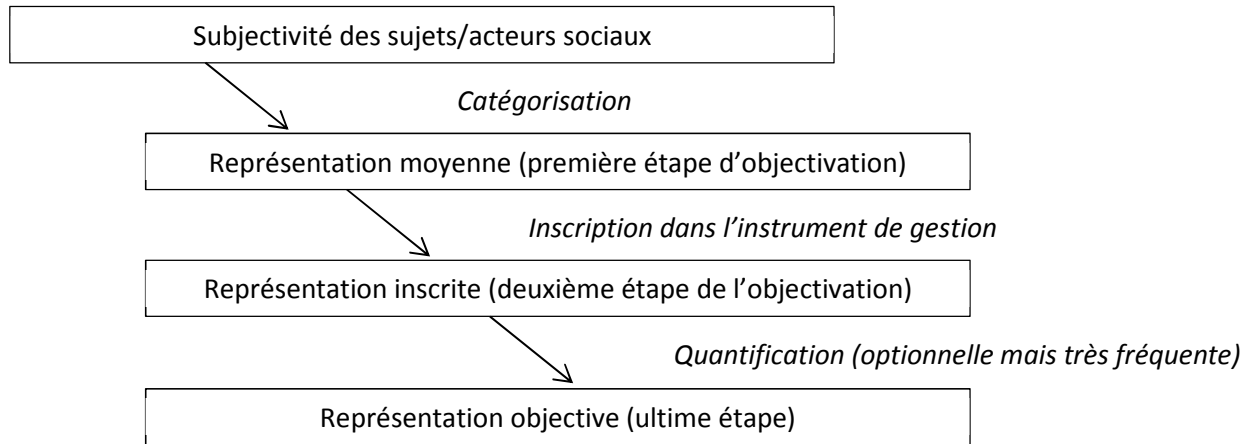 Subjectivité des sujets/acteurs sociaux
Catégorisation
Représentation moyenne (première étape d’objectivation)
Inscription dans l’instrument de gestion
Représentation inscrite (deuxième étape de l’objectivation)
Quantification (optionnelle mais très fréquente)
Représentation objective (ultime étape)